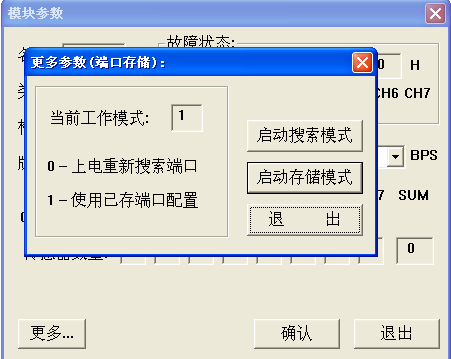 模块参数
故障状态:
更多参数(端口存储):
0 H
当前工作模式: 1
CH6 CH7
启动搜索模式
BPS
0－上电重新搜索端口
启动存储模式
1－使用已存端口配置
7 SUM
退 出
0
更多... 确认 退出